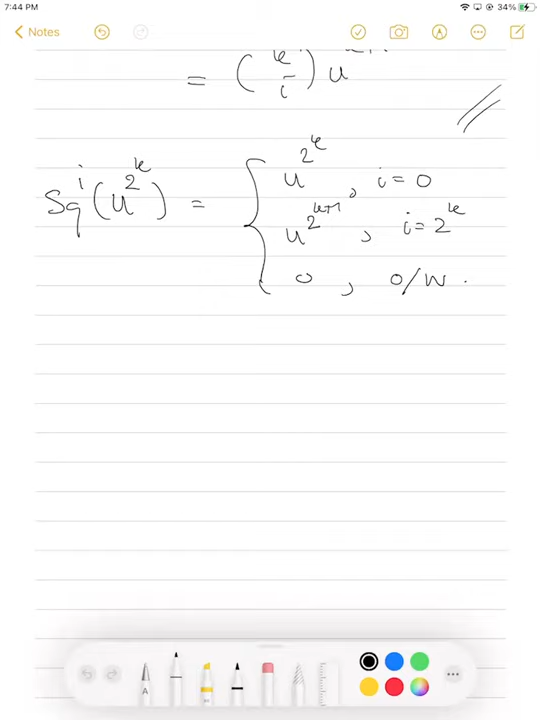 7:44 PM 34%
Notes
= (k i) u
Sq^i (u^{2^k}) = { u^{2^k}, i = 0
u^{2^{k+1}}, i = 2^k
0, o/w.
A